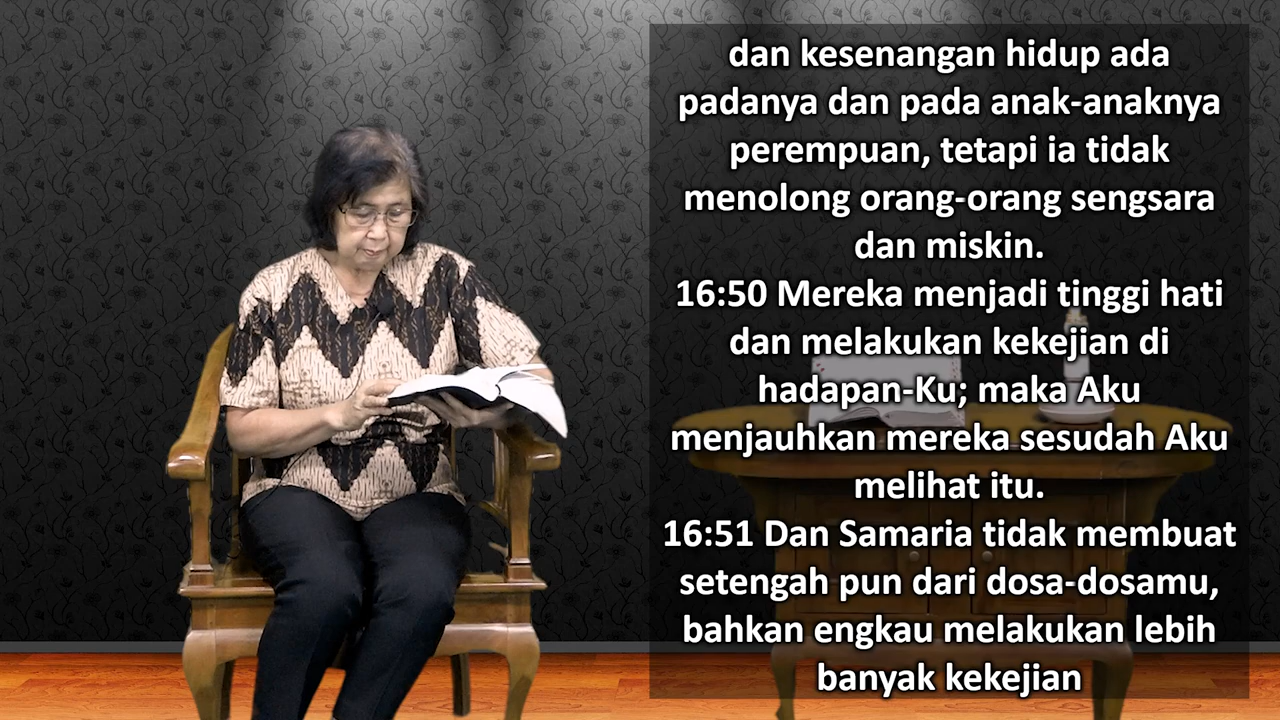 dan kesenangan hidup ada
padanya dan pada anak-anaknya
perempuan, tetapi ia tidak
menolong orang-orang sengsara
dan miskin.
16:50 Mereka menjadi tinggi hati
dan melakukan kekejian di
hadapan-Ku; maka Aku
menjauhkan mereka sesudah Aku
melihat itu.
16:51 Dan Samaria tidak membuat
setengah pun dari dosa-dosamu,
bahkan engkau melakukan lebih
banyak kekejian